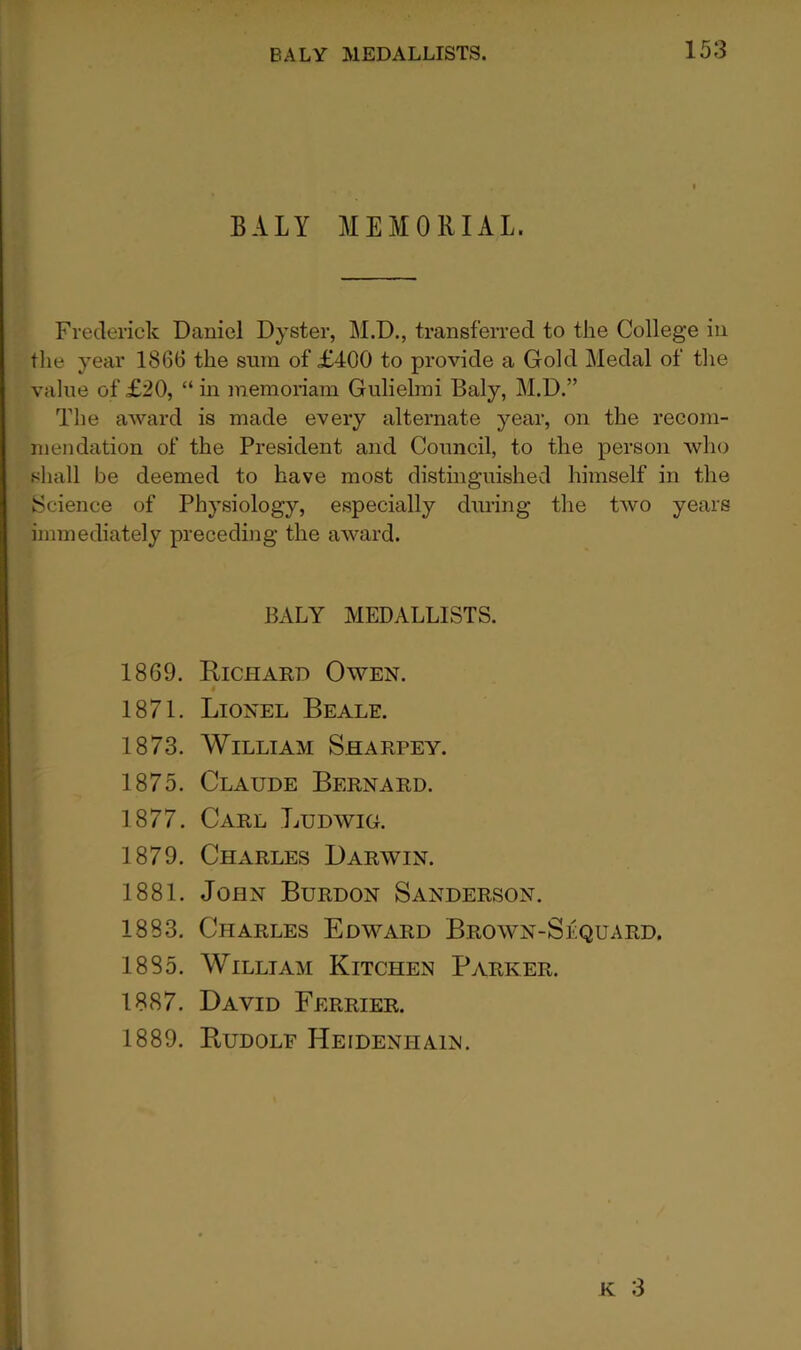 BALY MEDALLISTS. 153
BALY MEMORIAL.
Frederick Daniel Dyster, M.D., transferred to the College in
the year 1866 the sum of £400 to provide a Gold Medal of the
value of £20, “in memoriam Gulielmi Baly, M.D.”
The award is made every alternate year, on the recom-
mendation of the President and Council, to the person who
shall be deemed to have most distinguished himself in the
Science of Physiology, especially during the two years
immediately preceding the award.
BALY MEDALLISTS.
1869. RICHARD OWEN.
1871. LIONEL BEALE.
1873. WILLIAM SHARPEY.
1875. CLAUDE BERNARD.
1877. CARL LUDWIG.
1879. CHARLES DARWIN.
1881. JOHN BURDON SANDERSON.
1883. CHARLES EDWARD BROWN-SÉQUARD.
1885. WILLIAM KITCHEN PARKER.
1887. DAVID FERRIER.
1889. RUDOLF HEIDENHAIN.
K 3